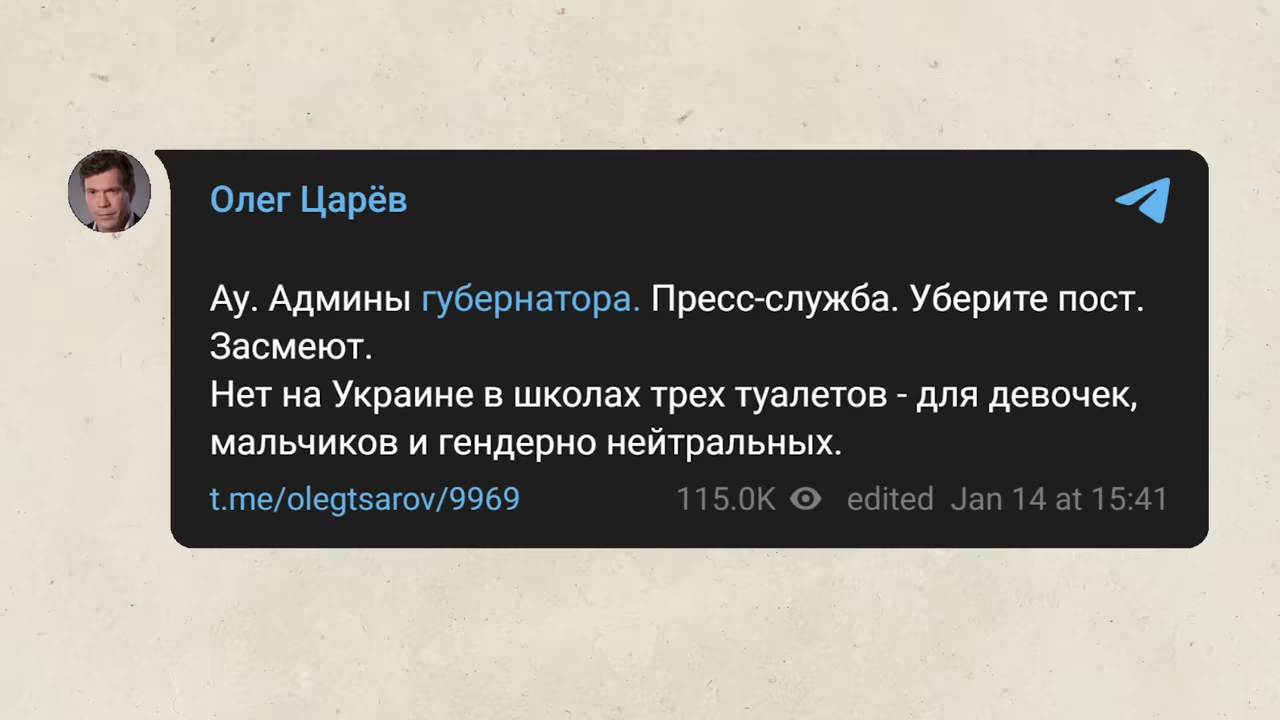 Олег Царёв
Ау. Админы губернатора. Пресс-служба. Уберите пост.
Засмеют.
Нет на Украине в школах трех туалетов - для девочек,
мальчиков и гендерно нейтральных.
t.me/olegtsarov/9969 115.0K edited Jan 14 at 15:41